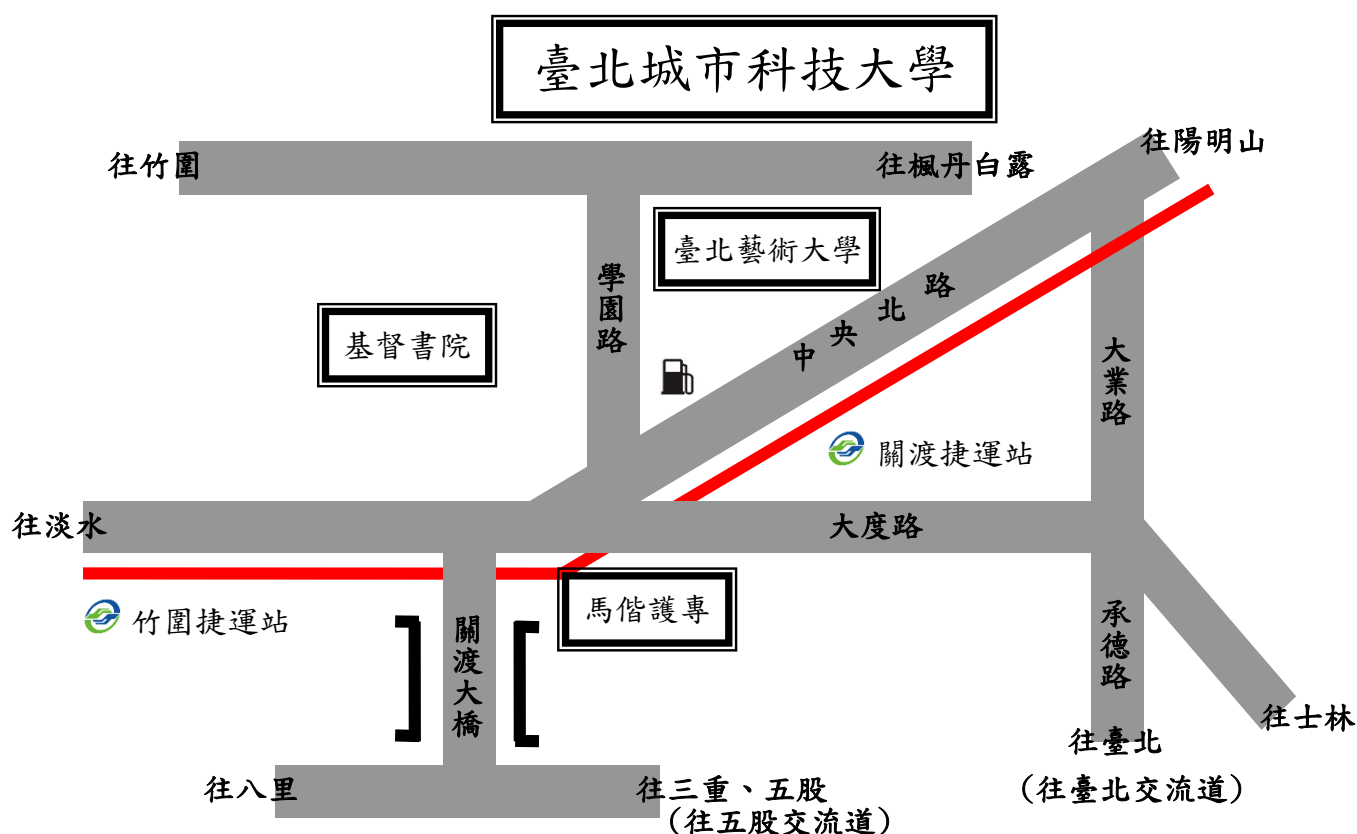 臺北城市科技大學
往陽明山
往竹圍
往楓丹白露
臺北藝術大學
學園路
中央北路
基督書院
大業路
關渡捷運站
往淡水
大度路
竹圍捷運站
馬偕護專
關渡大橋
承德路
往士林
往臺北
(往臺北交流道)
往八里
往三重、五股
(往五股交流道)